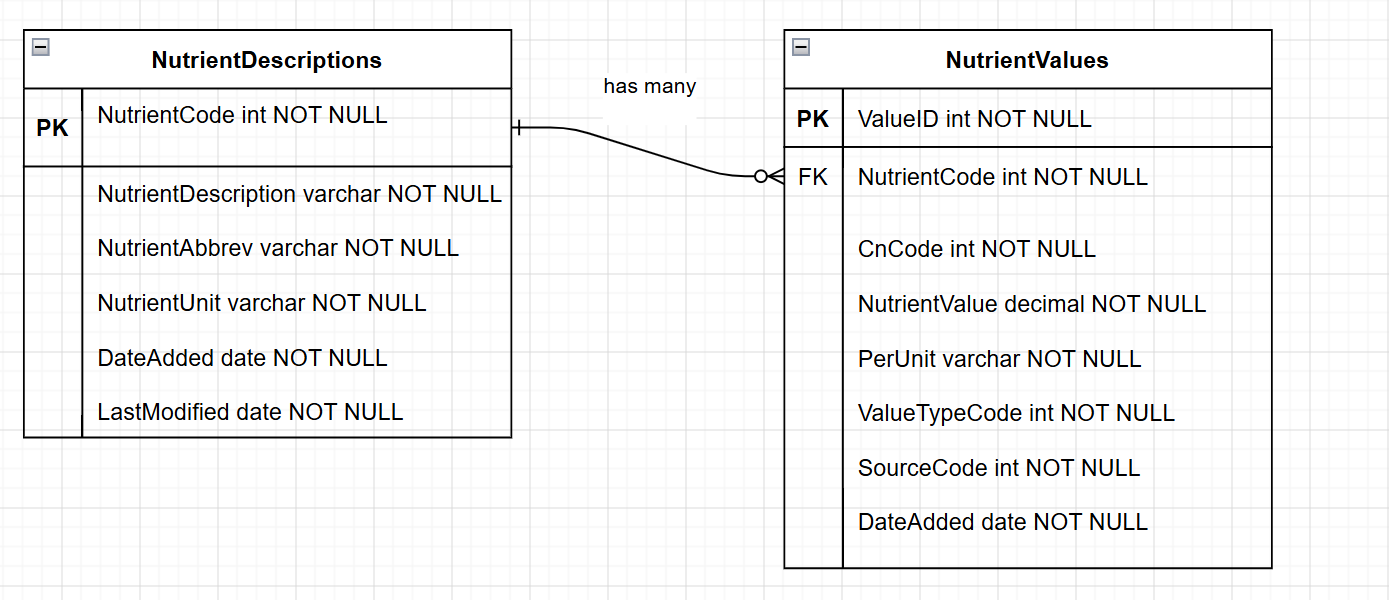 NutrientDescriptions
PK NutrientCode int NOT NULL
NutrientDescription varchar NOT NULL
NutrientAbbrev varchar NOT NULL
NutrientUnit varchar NOT NULL
DateAdded date NOT NULL
LastModified date NOT NULL
has many
NutrientValues
PK ValueID int NOT NULL
FK NutrientCode int NOT NULL
CnCode int NOT NULL
NutrientValue decimal NOT NULL
PerUnit varchar NOT NULL
ValueTypeCode int NOT NULL
SourceCode int NOT NULL
DateAdded date NOT NULL